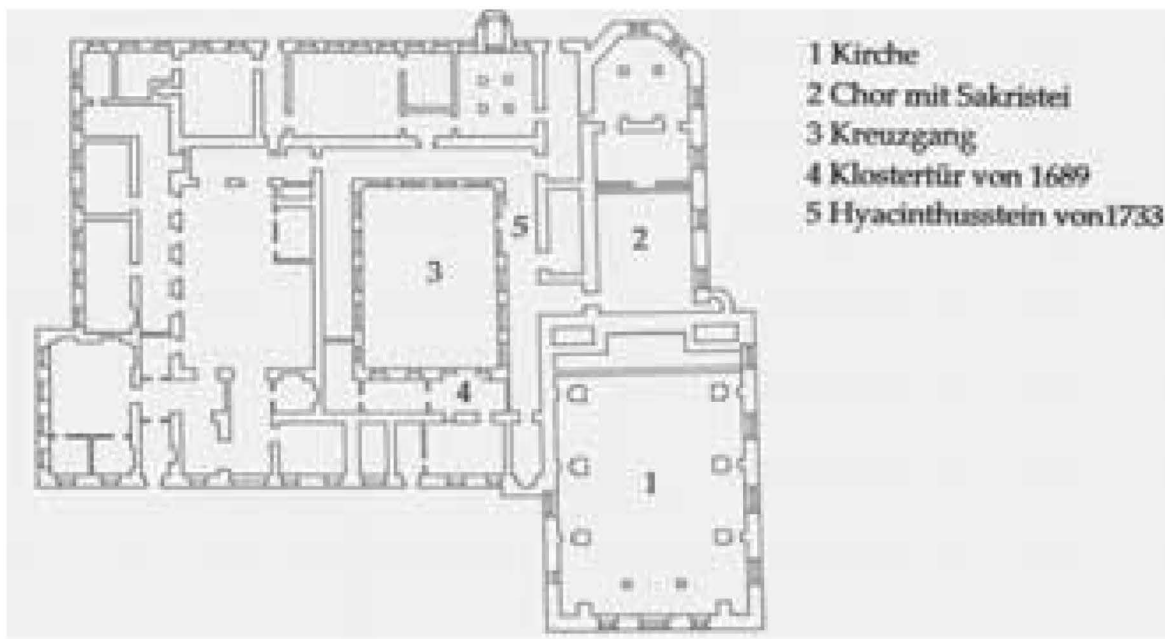 1 Kirche
2 Chor mit Sakristei
3 Kreuzgang
4 Klostertür von 1689
5 Hyacinthusstein von1733
5
2
3
4
1